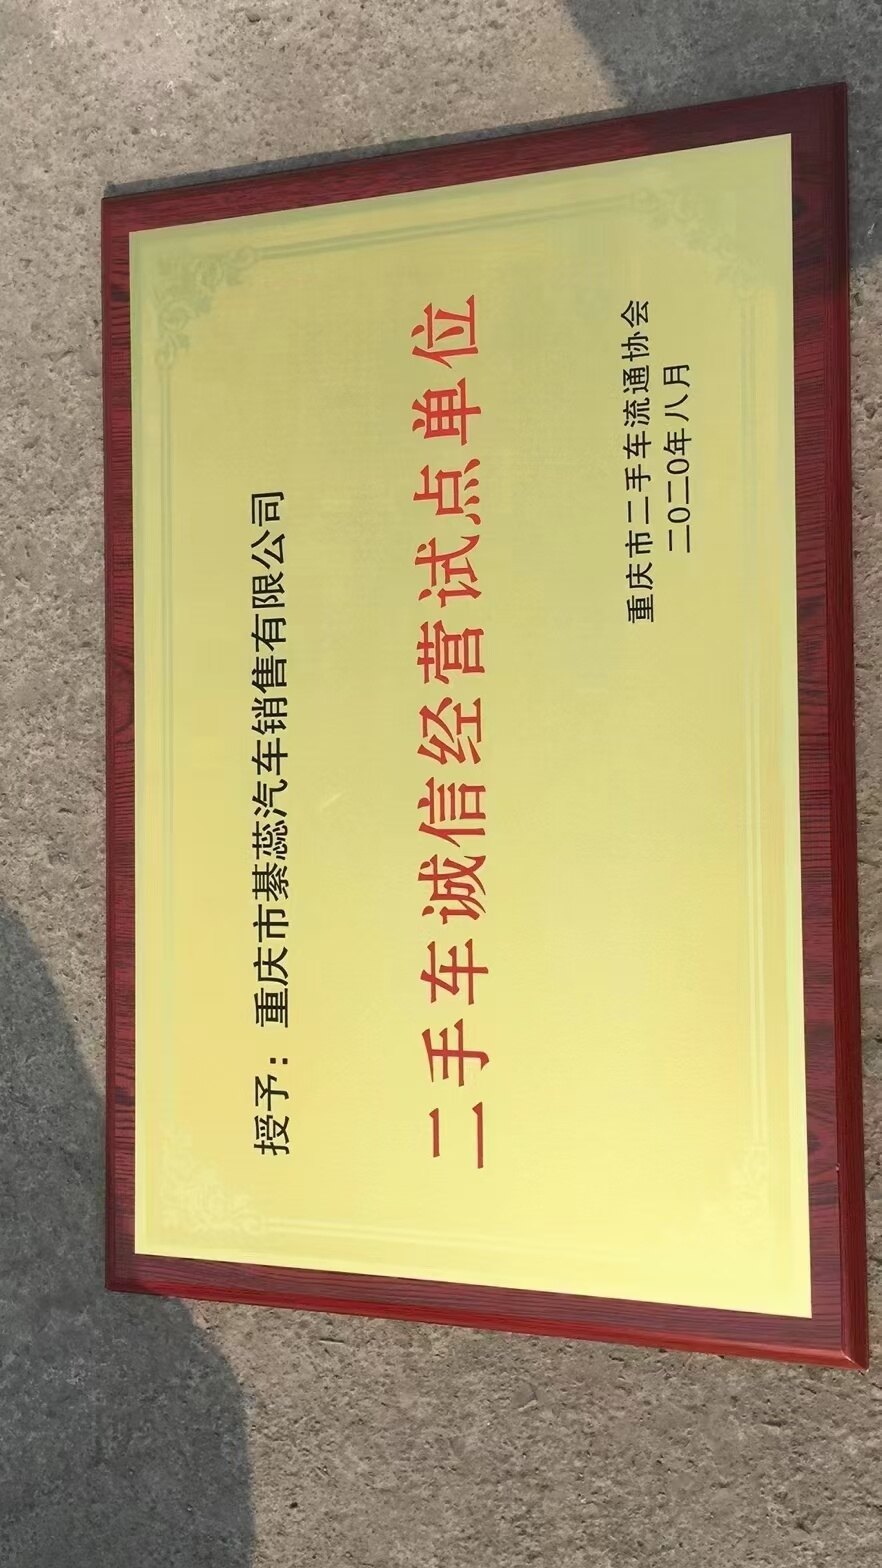 授予：重庆市綦蕊汽车销售有限公司
二手车诚信经营试点单位
重庆市二手车流通协会
二〇二〇年八月